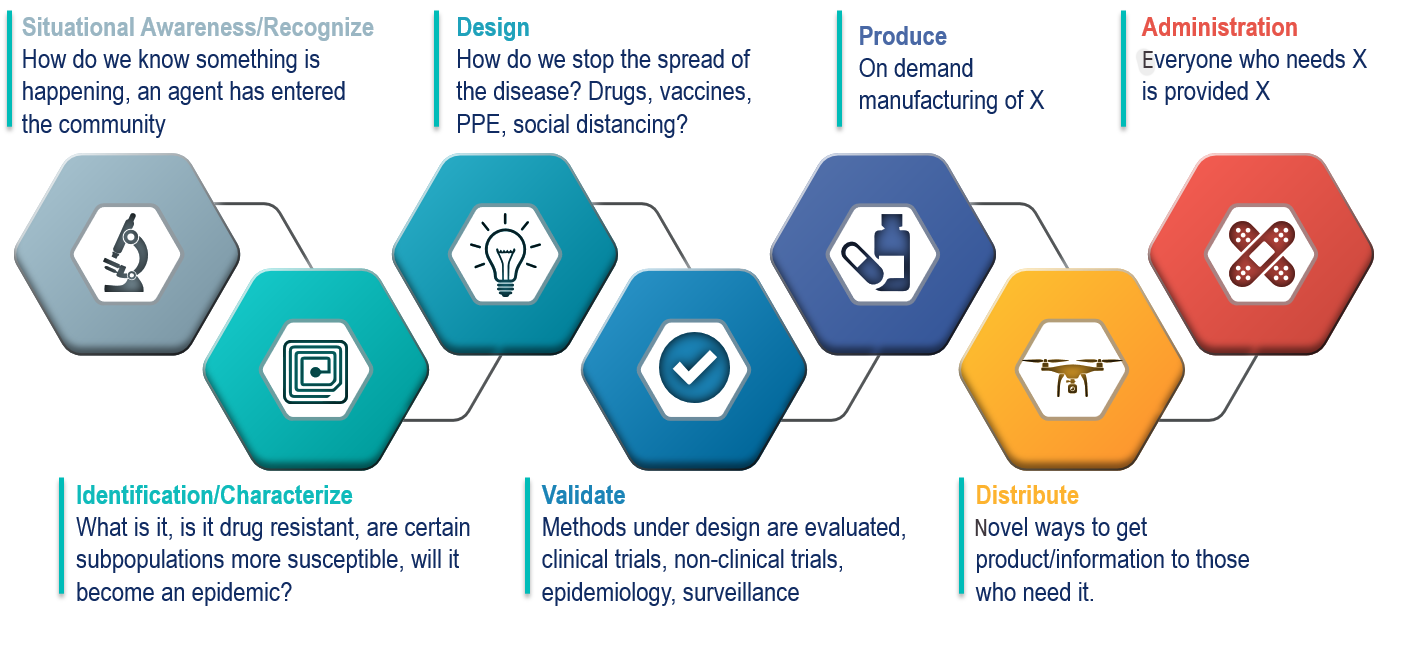 Situational Awareness/Recognize
How do we know something is
happening, an agent has entered
the community
Design
How do we stop the spread of
the disease? Drugs, vaccines,
PPE, social distancing?
Produce
On demand
manufacturing of X
Administration
Everyone who needs X
is provided X
Identification/Characterize
What is it, is it drug resistant, are certain
subpopulations more susceptible, will it
become an epidemic?
Validate
Methods under design are evaluated,
clinical trials, non-clinical trials,
epidemiology, surveillance
Distribute
Novel ways to get
product/information to those
who need it.